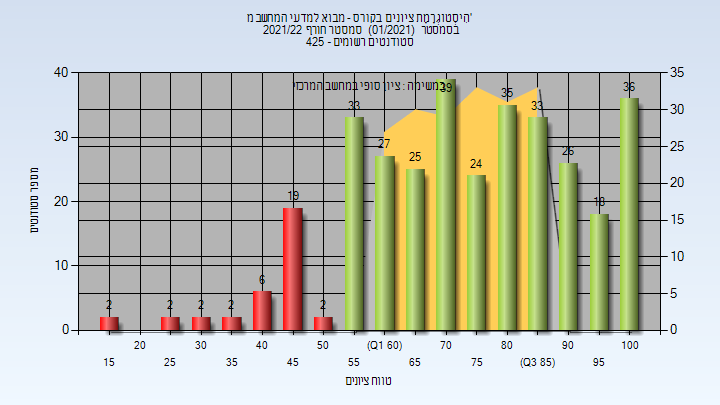 היסטוגרמת ציונים בקורס - מבוא למדעי המחשב מ'
בסמסטר (01/2021) סמסטר חורף 2021/22
סטודנטים רשומים - 425
במשימה : ציון סופי במחשב המרכזי
מספר סטודנטים
40
30
20
10
0
35
30
25
20
15
10
5
0
2 2 2 2 6 19 2 33 27 25 39 24 35 33 26 18 36
20 30 40 50 (Q1 60) 70 80 90 100
15 25 35 45 55 65 75 (Q3 85) 95
טווח ציונים